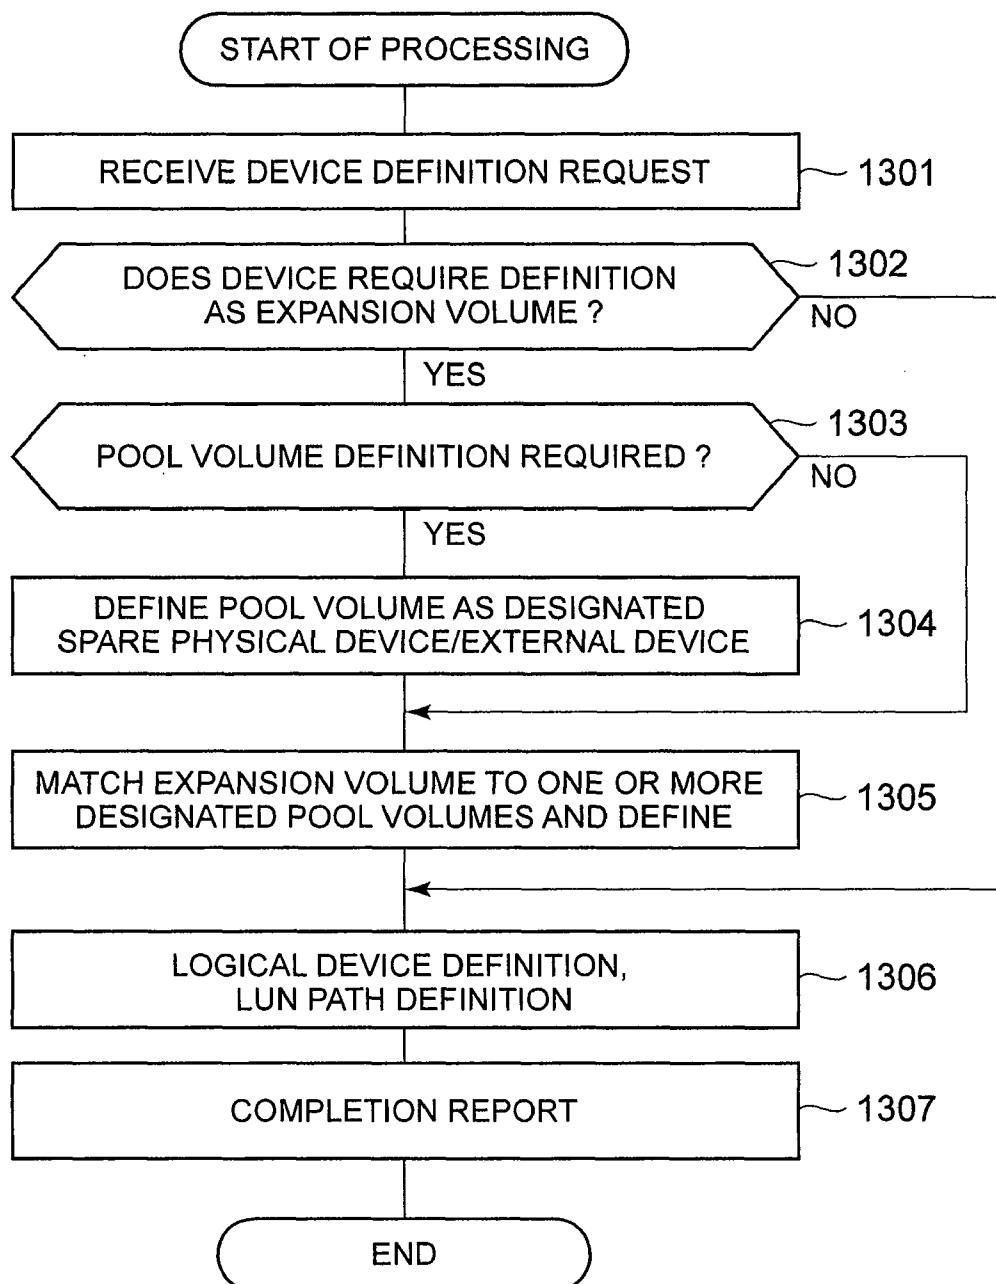 START OF PROCESSING
RECEIVE DEVICE DEFINITION REQUEST
1301
DOES DEVICE REQUIRE DEFINITION
AS EXPANSION VOLUME ?
1302
NO
YES
POOL VOLUME DEFINITION REQUIRED ?
1303
NO
YES
DEFINE POOL VOLUME AS DESIGNATED
SPARE PHYSICAL DEVICE/EXTERNAL DEVICE
1304
MATCH EXPANSION VOLUME TO ONE OR MORE
DESIGNATED POOL VOLUMES AND DEFINE
1305
LOGICAL DEVICE DEFINITION,
LUN PATH DEFINITION
1306
COMPLETION REPORT
1307
END